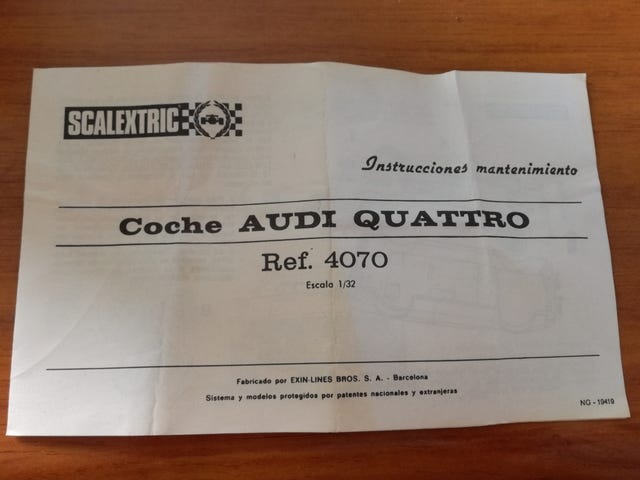 SCALEXTRIC
Instrucciones mantenimiento
Coche AUDI QUATTRO
Ref. 4070
Escala 1/32
Fabricado por EXIN-LINES BROS. S. A. - Barcelona
Sistema y modelos protegidos por patentes nacionales y extranjeras
NG - 19419